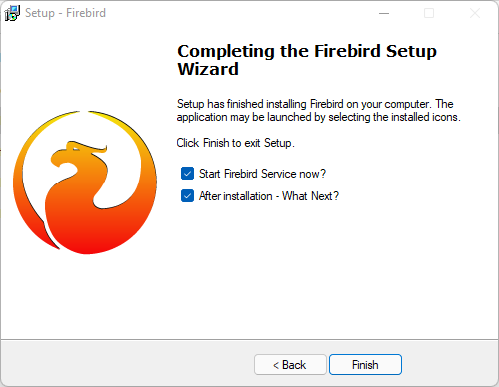 Setup - Firebird
Completing the Firebird Setup
Wizard
Setup has finished installing Firebird on your computer. The
application may be launched by selecting the installed icons.
Click Finish to exit Setup.
Start Firebird Service now?
After installation - What Next?
< Back
Finish